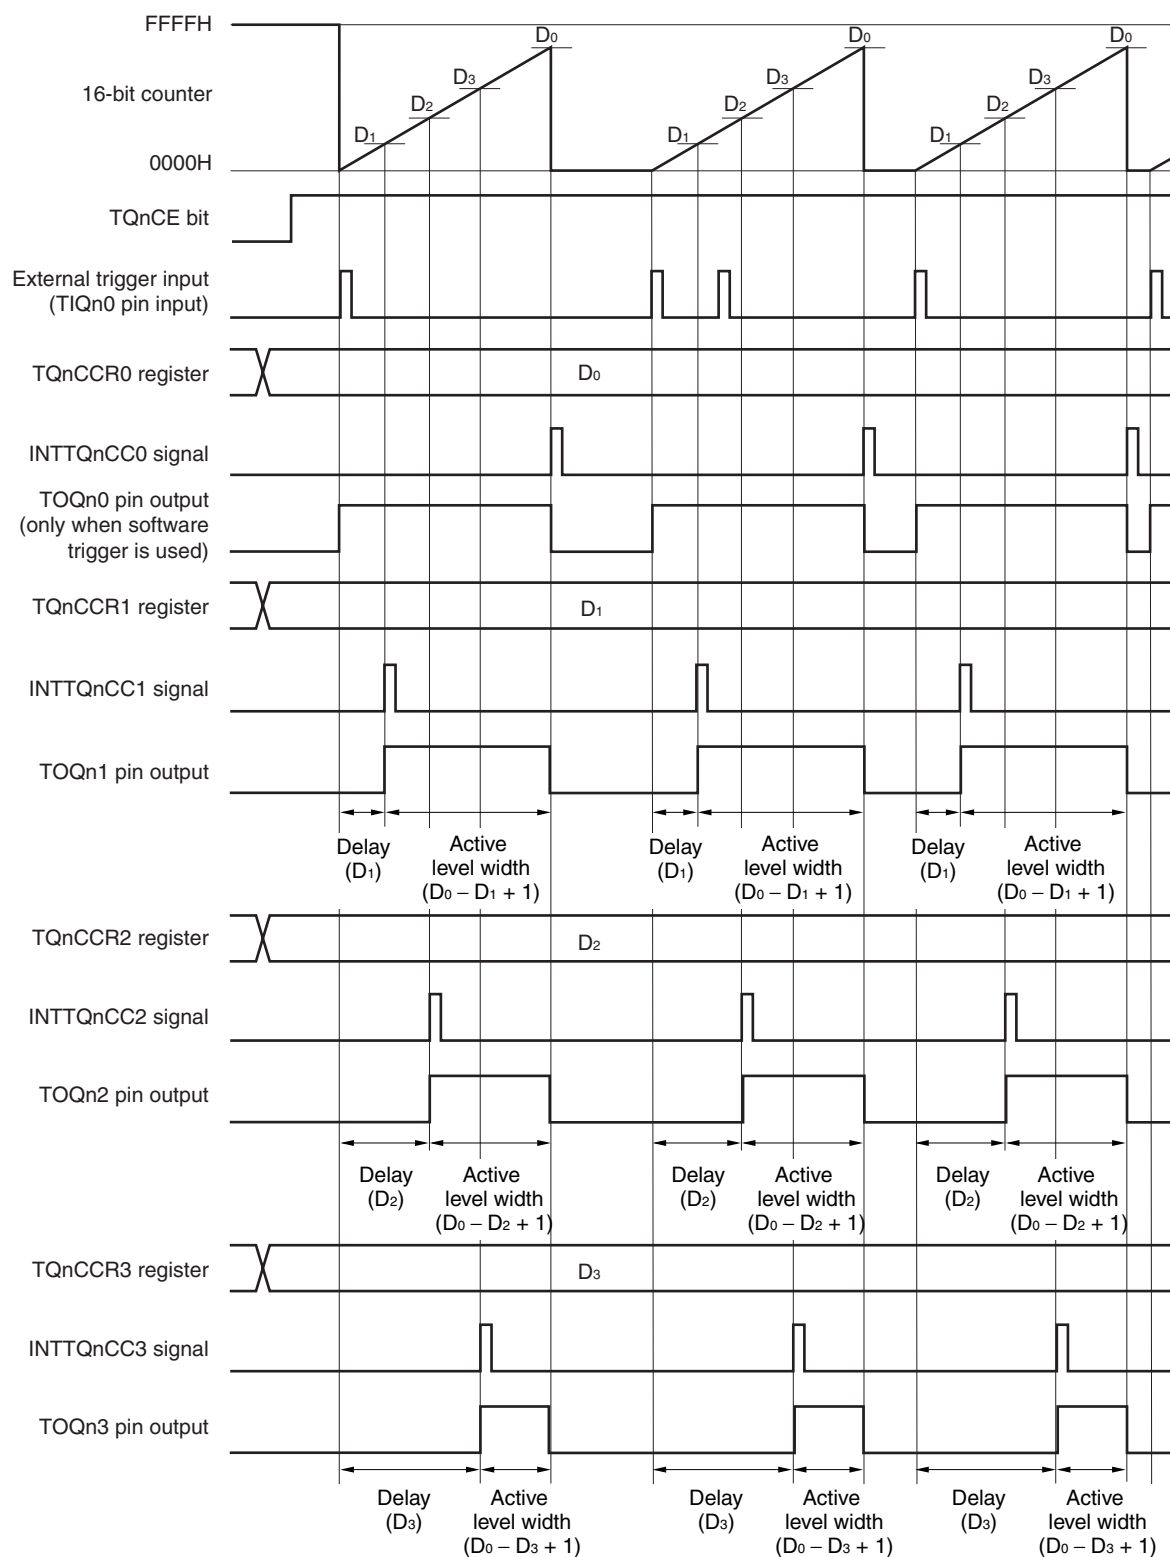 FFFFH
D0 D0 D0
D3 D3 D3
16-bit counter
D2 D2 D2
D1 D1 D1
0000H
TQnCE bit
External trigger input
(TIQn0 pin input)
TQnCCR0 register
D0
INTTQnCC0 signal
TOQn0 pin output
(only when software
trigger is used)
TQnCCR1 register
D1
INTTQnCC1 signal
TOQn1 pin output
Delay
(D1)
Active
level width
(D0 – D1 + 1)
Delay
(D1)
Active
level width
(D0 – D1 + 1)
Delay
(D1)
Active
level width
(D0 – D1 + 1)
TQnCCR2 register
D2
INTTQnCC2 signal
TOQn2 pin output
Delay
(D2)
Active
level width
(D0 – D2 + 1)
Delay
(D2)
Active
level width
(D0 – D2 + 1)
Delay
(D2)
Active
level width
(D0 – D2 + 1)
TQnCCR3 register
D3
INTTQnCC3 signal
TOQn3 pin output
Delay
(D3)
Active
level width
(D0 – D3 + 1)
Delay
(D3)
Active
level width
(D0 – D3 + 1)
Delay
(D3)
Active
level width
(D0 – D3 + 1)